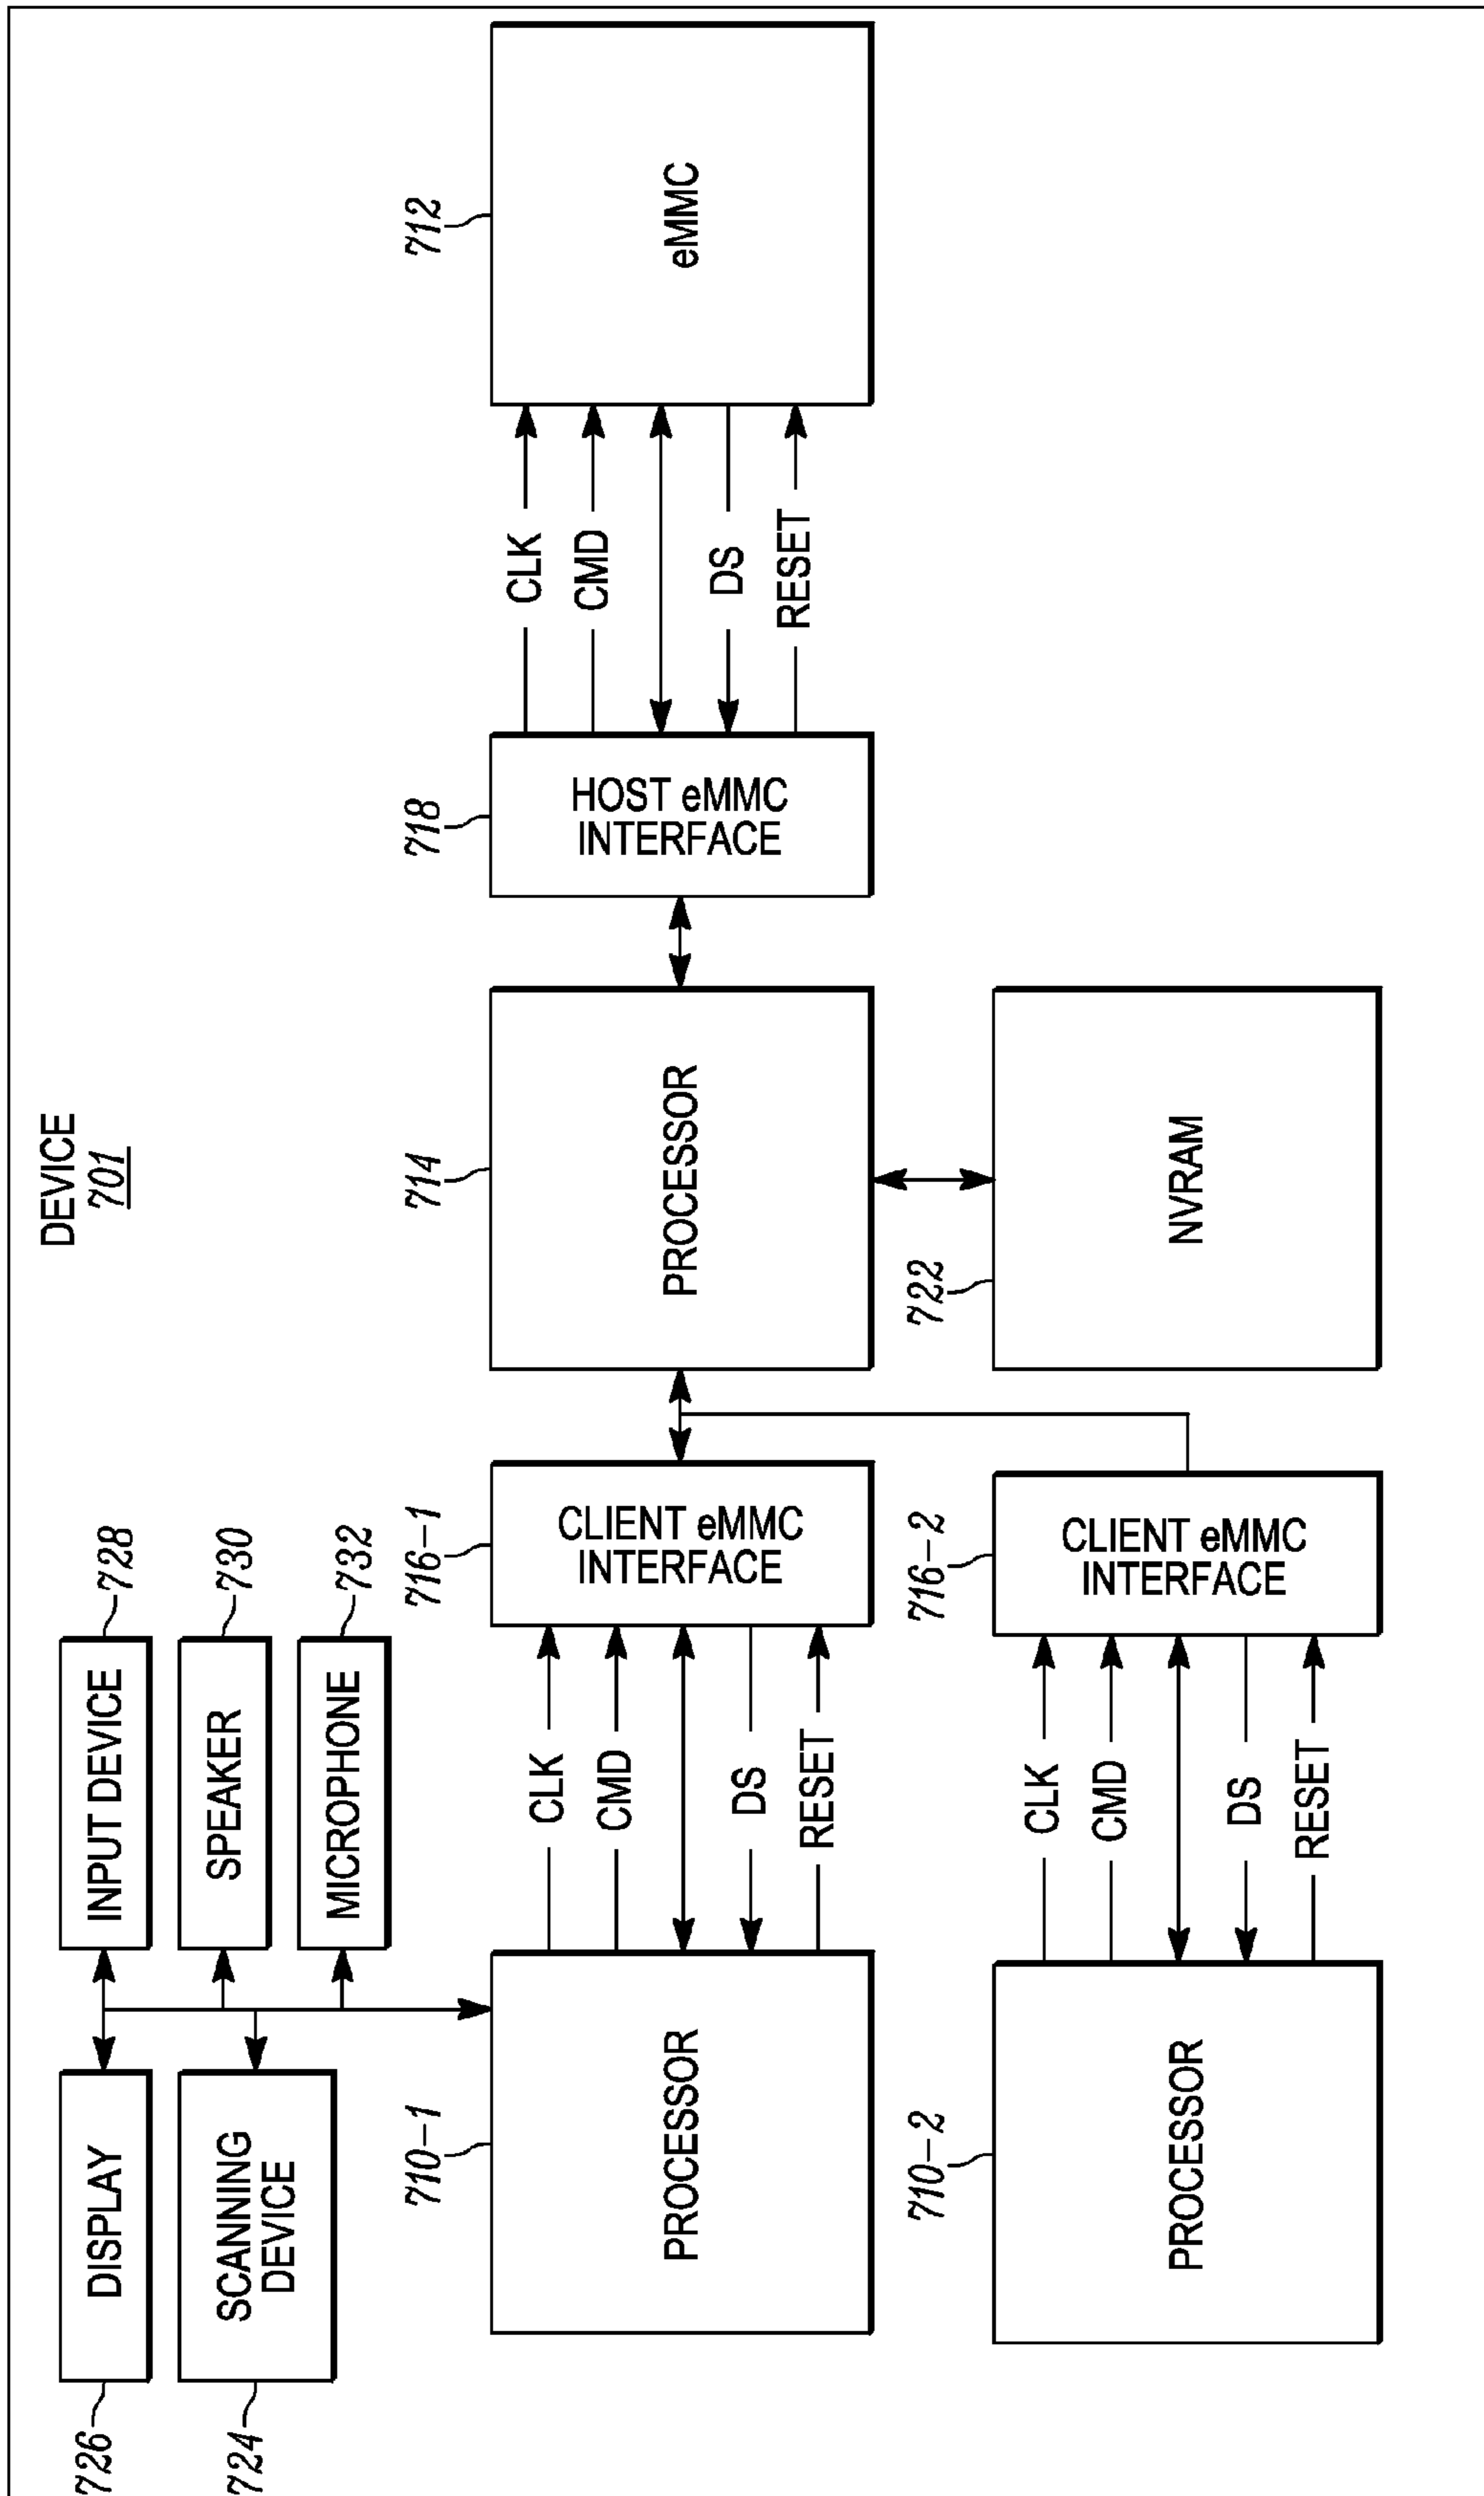 DEVICE
701
DISPLAY
726
INPUT DEVICE
728
SCANNING
DEVICE
724
SPEAKER
730
MICROPHONE
732
710-1
PROCESSOR
CLK
CMD
DS
RESET
716-1
CLIENT eMMC
INTERFACE
714
PROCESSOR
718
HOST eMMC
INTERFACE
CLK
CMD
DS
RESET
712
eMMC
710-2
PROCESSOR
CLK
CMD
DS
RESET
716-2
CLIENT eMMC
INTERFACE
722
NVRAM